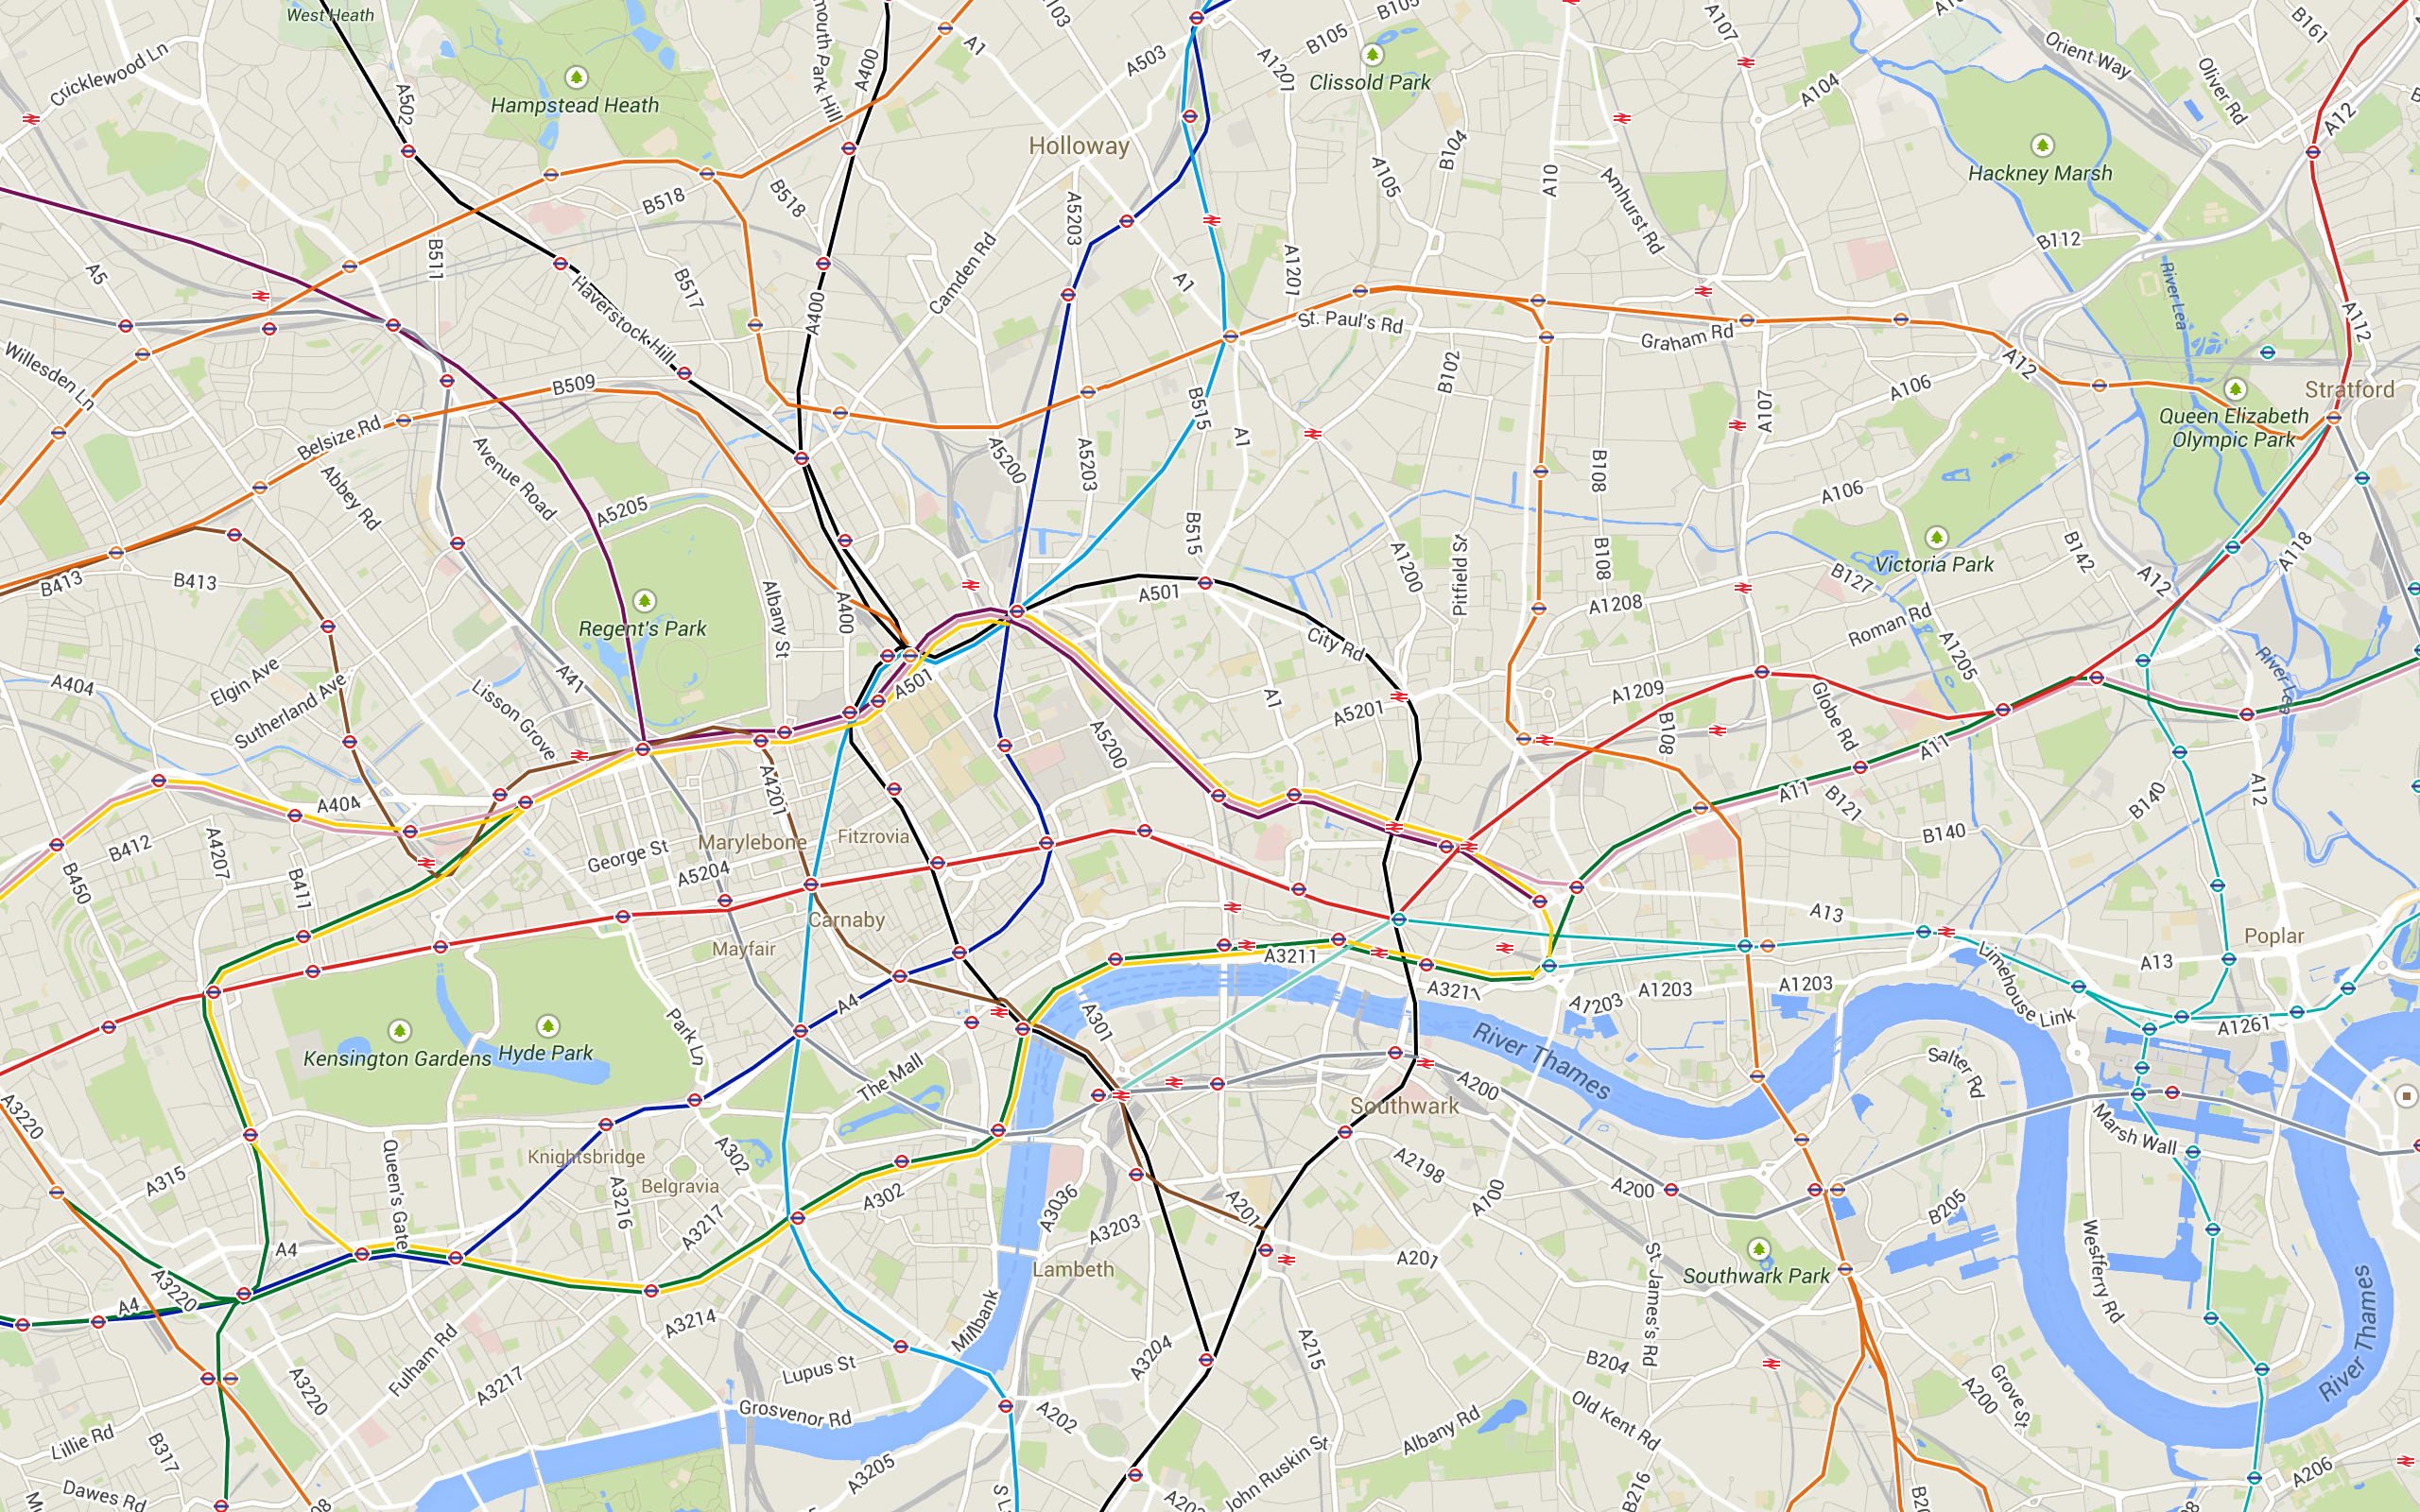 West Heath
Cricklewood Ln
A502
Hampstead Heath
A400
A1
A503
A1201
B105
B105
Clissold Park
A107
A104
Orient Way
B161
Oliver Rd
A12
Holloway
B104
A105
A10
Amhurst Rd
Hackney Marsh
B518
B518
A5203
B112
A5
B511
B517
Haverstock Hill
A400
Camden Rd
A1
A1201
St. Paul's Rd
Graham Rd
River Lea
A112
Willesden Ln
B509
B102
A12
A106
Stratford
Queen Elizabeth
Olympic Park
Belsize Rd
Abbey Rd
Avenue Road
A5205
A5200
A5203
B515
A1
A107
B108
A106
B515
A1200
Pitfield St
B108
B142
A118
Victoria Park
B127
A12
B413
B413
Regent's Park
Albany St
A400
A501
A1208
City Rd
Roman Rd
A1205
A404
Elgin Ave
Sutherland Ave
Lisson Grove
A41
A501
A1
A5201
A1209
B108
Globe Rd
River Lea
A5200
A11
A11
B121
B140
B140
A12
A404
B412
A4207
B411
B450
George St
A5204
Marylebone
A4201
Fitzrovia
Carnaby
Mayfair
A13
A13
Poplar
A3211
A3211
A1203
A1203
A1203
Limehouse Link
A1261
Kensington Gardens
Hyde Park
Park Ln
A4
The Mall
A301
River Thames
A200
Southwark
Salter Rd
Marsh Wall
A3220
A315
Queen's Gate
Knightsbridge
A3216
Belgravia
A302
A3217
A302
A3036
A3203
A201
A2198
A100
A200
B205
A4
A4
A3220
A3214
Lambeth
A201
St. James's Rd
Southwark Park
Westferry Rd
River Thames
Fulham Rd
A3220
A3217
Lupus St
Millbank
A3204
A215
B204
Old Kent Rd
A200
Grove St
Lillie Rd
B317
Dawes Rd
Grosvenor Rd
A3205
A202
John Ruskin St
Albany Rd
B216
A206